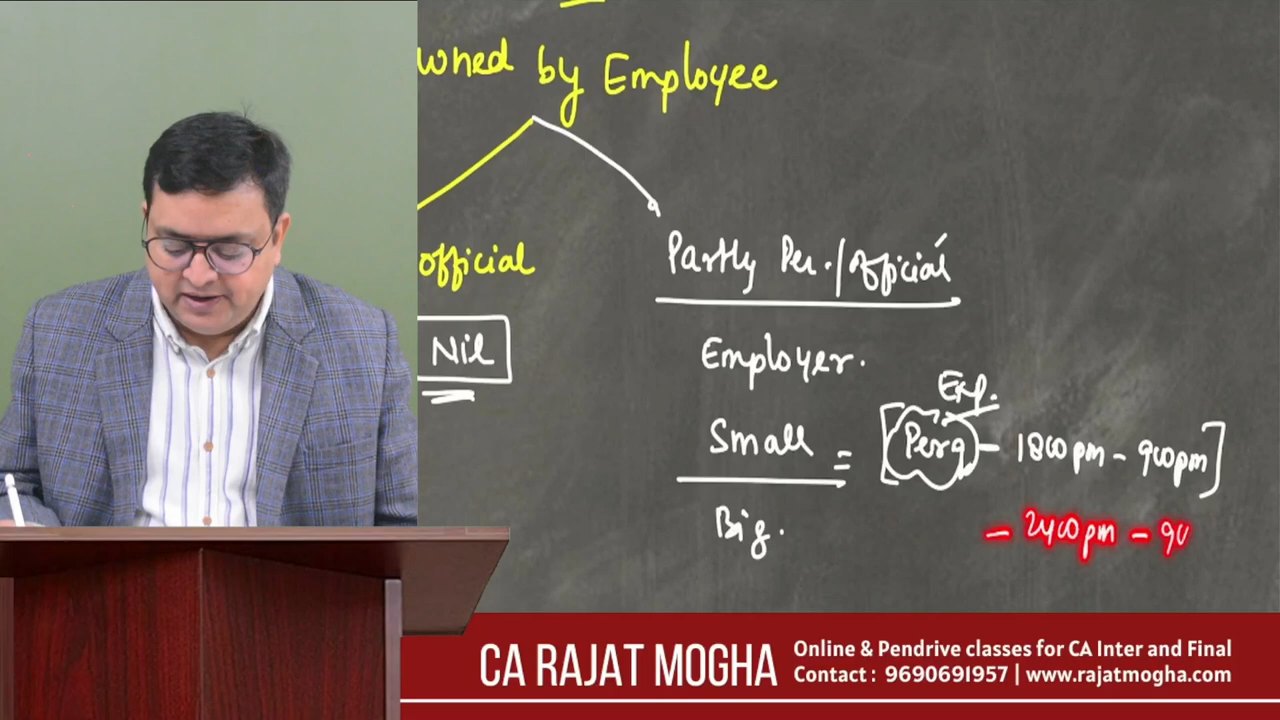 wned by Employee
official
Partly Per./official
Nil
Employer.
Exp.
Small = [Perq - 1800pm - 900pm]
Big.
- 2400pm - 90
CA RAJAT MOGHA
Online & Pendrive classes for CA Inter and Final
Contact : 9690691957 | www.rajatmogha.com